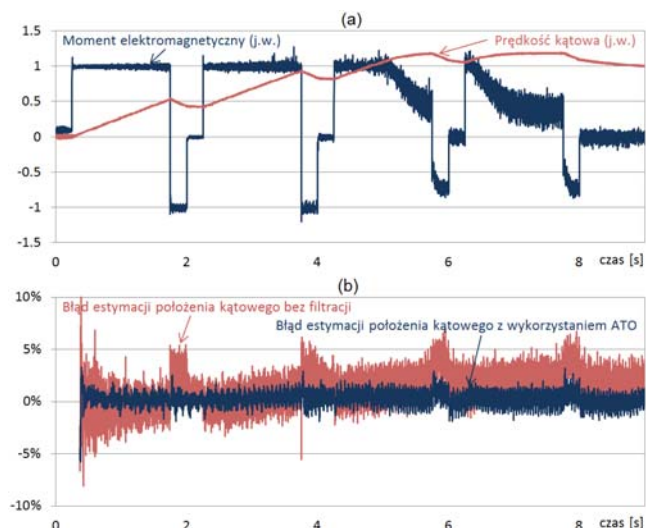 (a)
1.5
Moment elektromagnetyczny (j.w.)
Prędkość kątowa (j.w.)
1
0.5
0
-0.5
-1
-1.5
0
2
4
6
8
czas [s]
(b)
10%
Błąd estymacji położenia kątowego bez filtracji
Błąd estymacji położenia kątowego z wykorzystaniem ATO
5%
0%
-5%
-10%
0
2
4
6
8
czas [s]